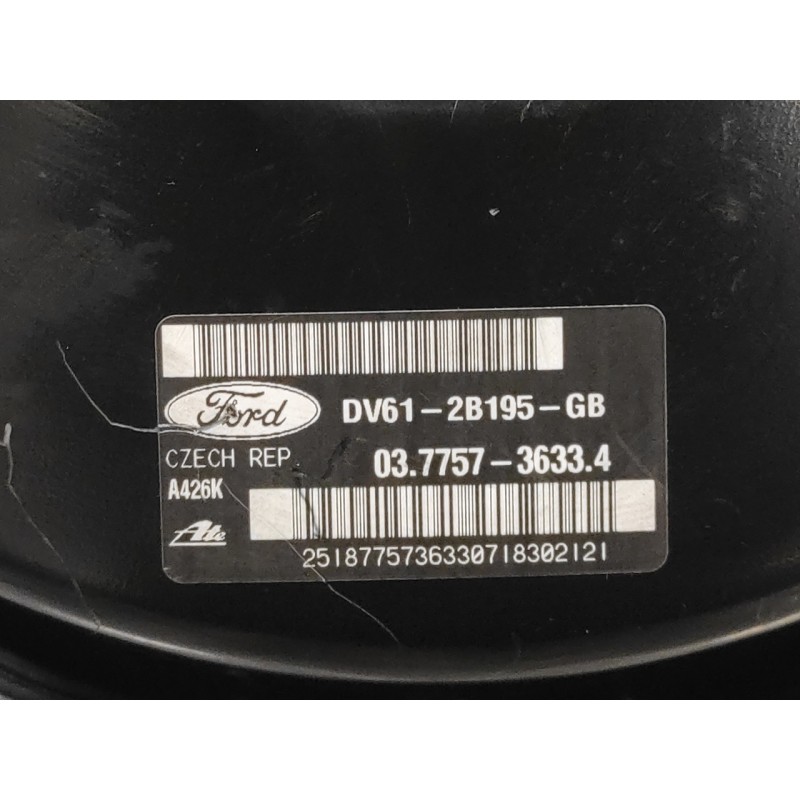 Ford DV61-2B195-GB
CZECH REP. 03.7757-3633.4
A426K
Ate
2518775736330718302121